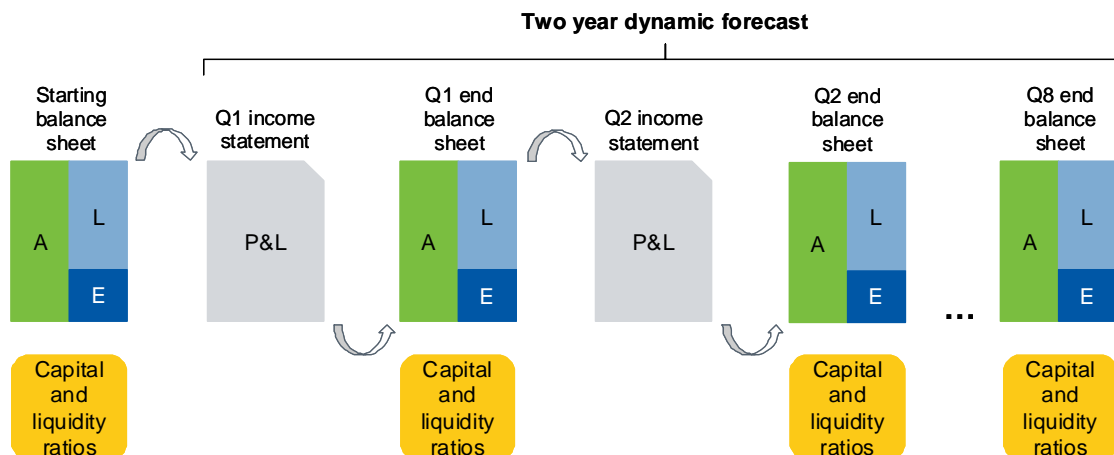 Two year dynamic forecast
Starting
balance
sheet
Q1 income
statement
Q1 end
balance
sheet
Q2 income
statement
Q2 end
balance
sheet
Q8 end
balance
sheet
A
L
E
P&L
A
L
E
P&L
A
L
E
...
A
L
E
Capital
and
liquidity
ratios
Capital
and
liquidity
ratios
Capital
and
liquidity
ratios
Capital
and
liquidity
ratios